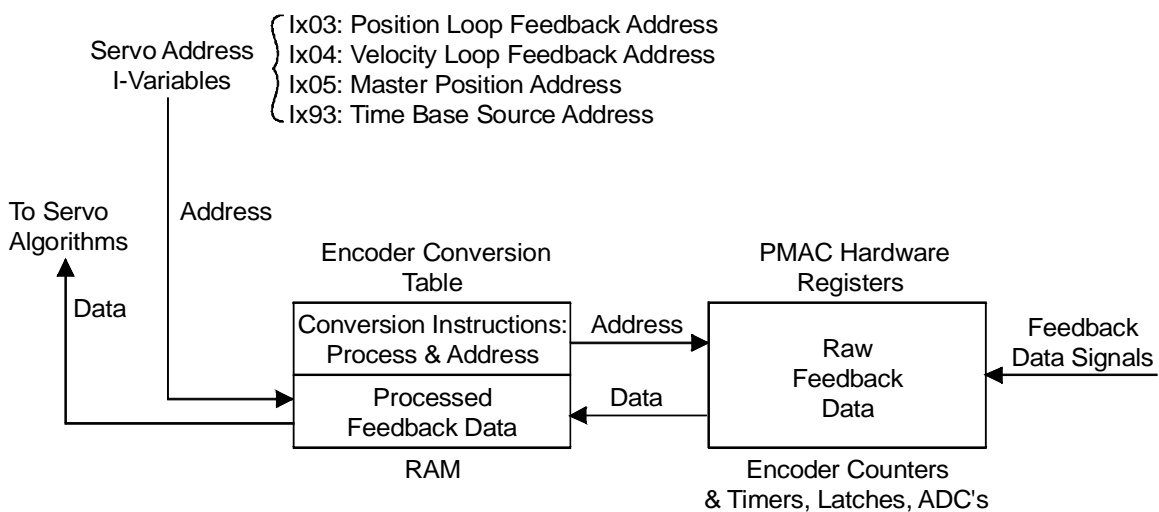 Servo Address
I-Variables
Ix03: Position Loop Feedback Address
Ix04: Velocity Loop Feedback Address
Ix05: Master Position Address
Ix93: Time Base Source Address
To Servo
Algorithms
Address
Data
Encoder Conversion
Table
Conversion Instructions:
Process & Address
Processed
Feedback Data
RAM
Address
Data
PMAC Hardware
Registers
Raw
Feedback
Data
Encoder Counters
& Timers, Latches, ADC's
Feedback
Data Signals